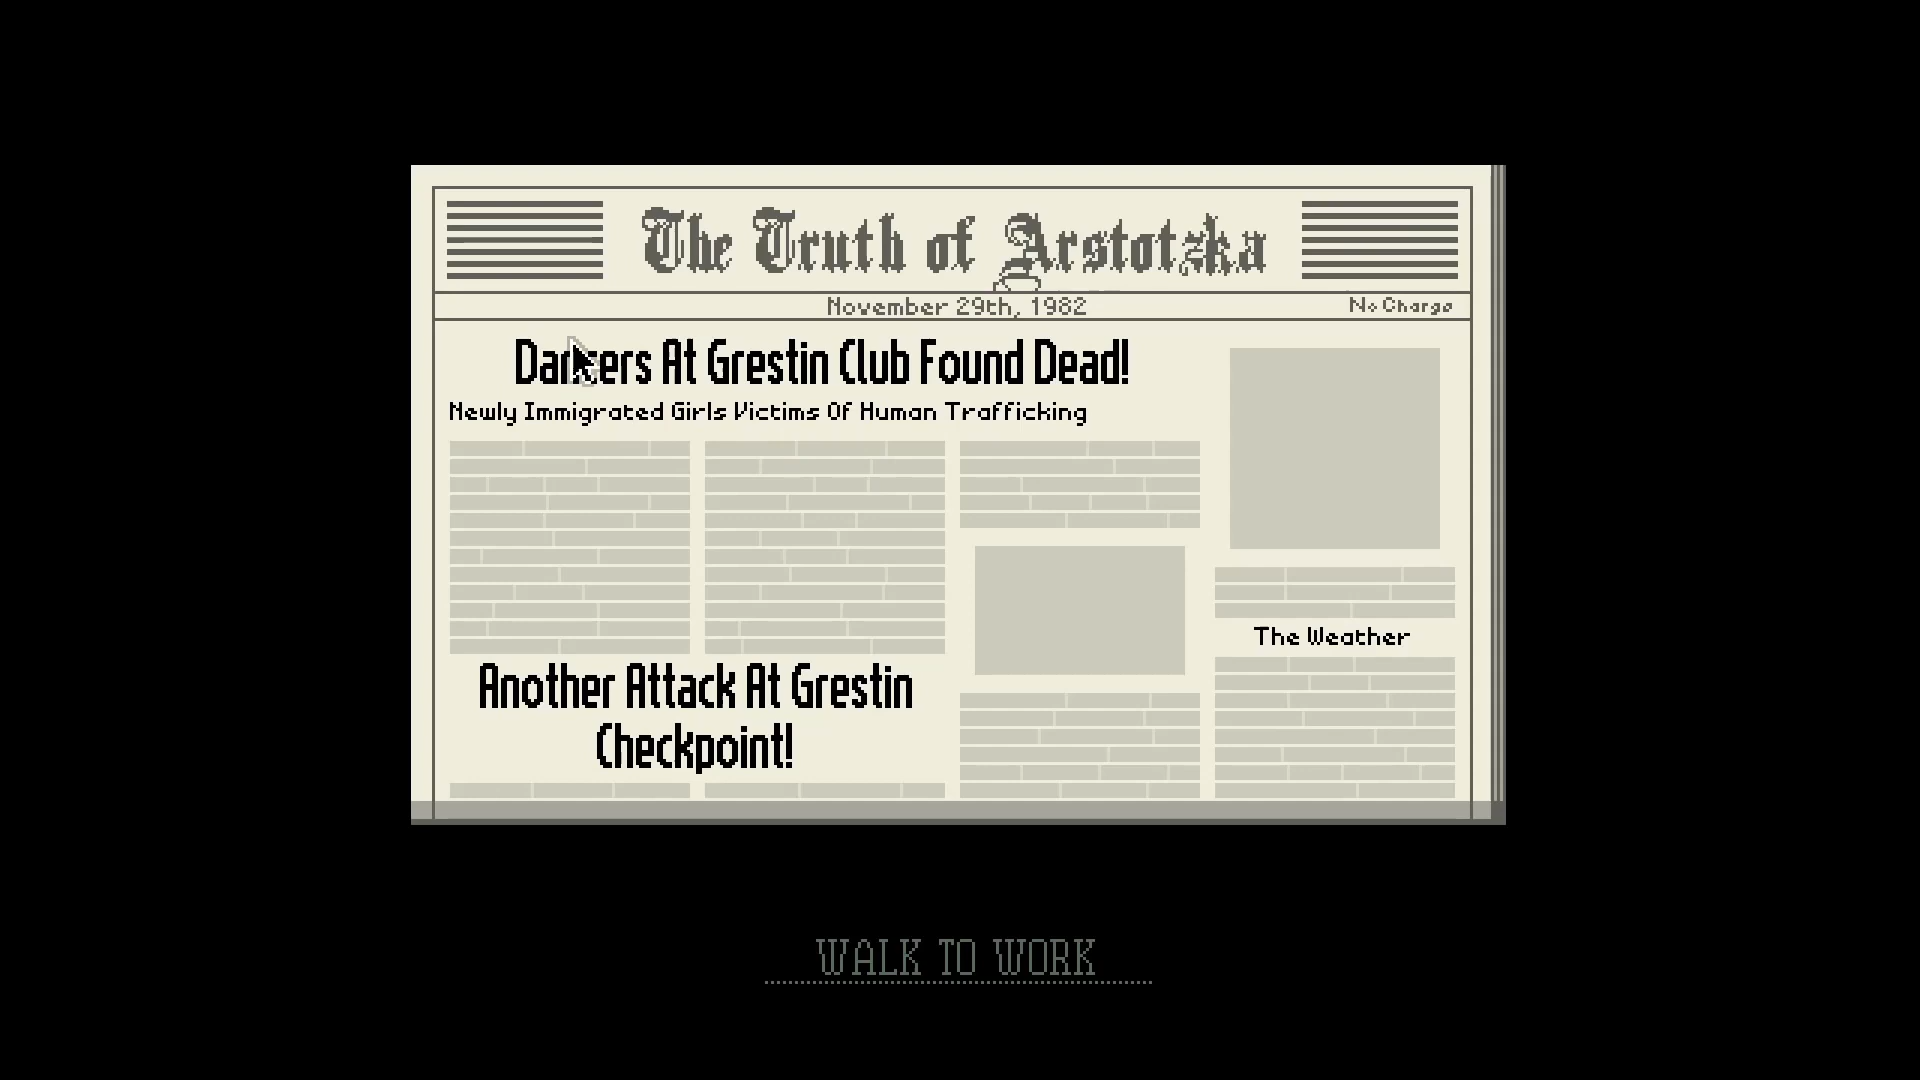 The Truth of Arstotzka
November 29th, 1982
No Charge
Dancers At Grestin Club Found Dead!
Newly Immigrated Girls Victims Of Human Trafficking
The Weather
Another Attack At Grestin
Checkpoint!
WALK TO WORK